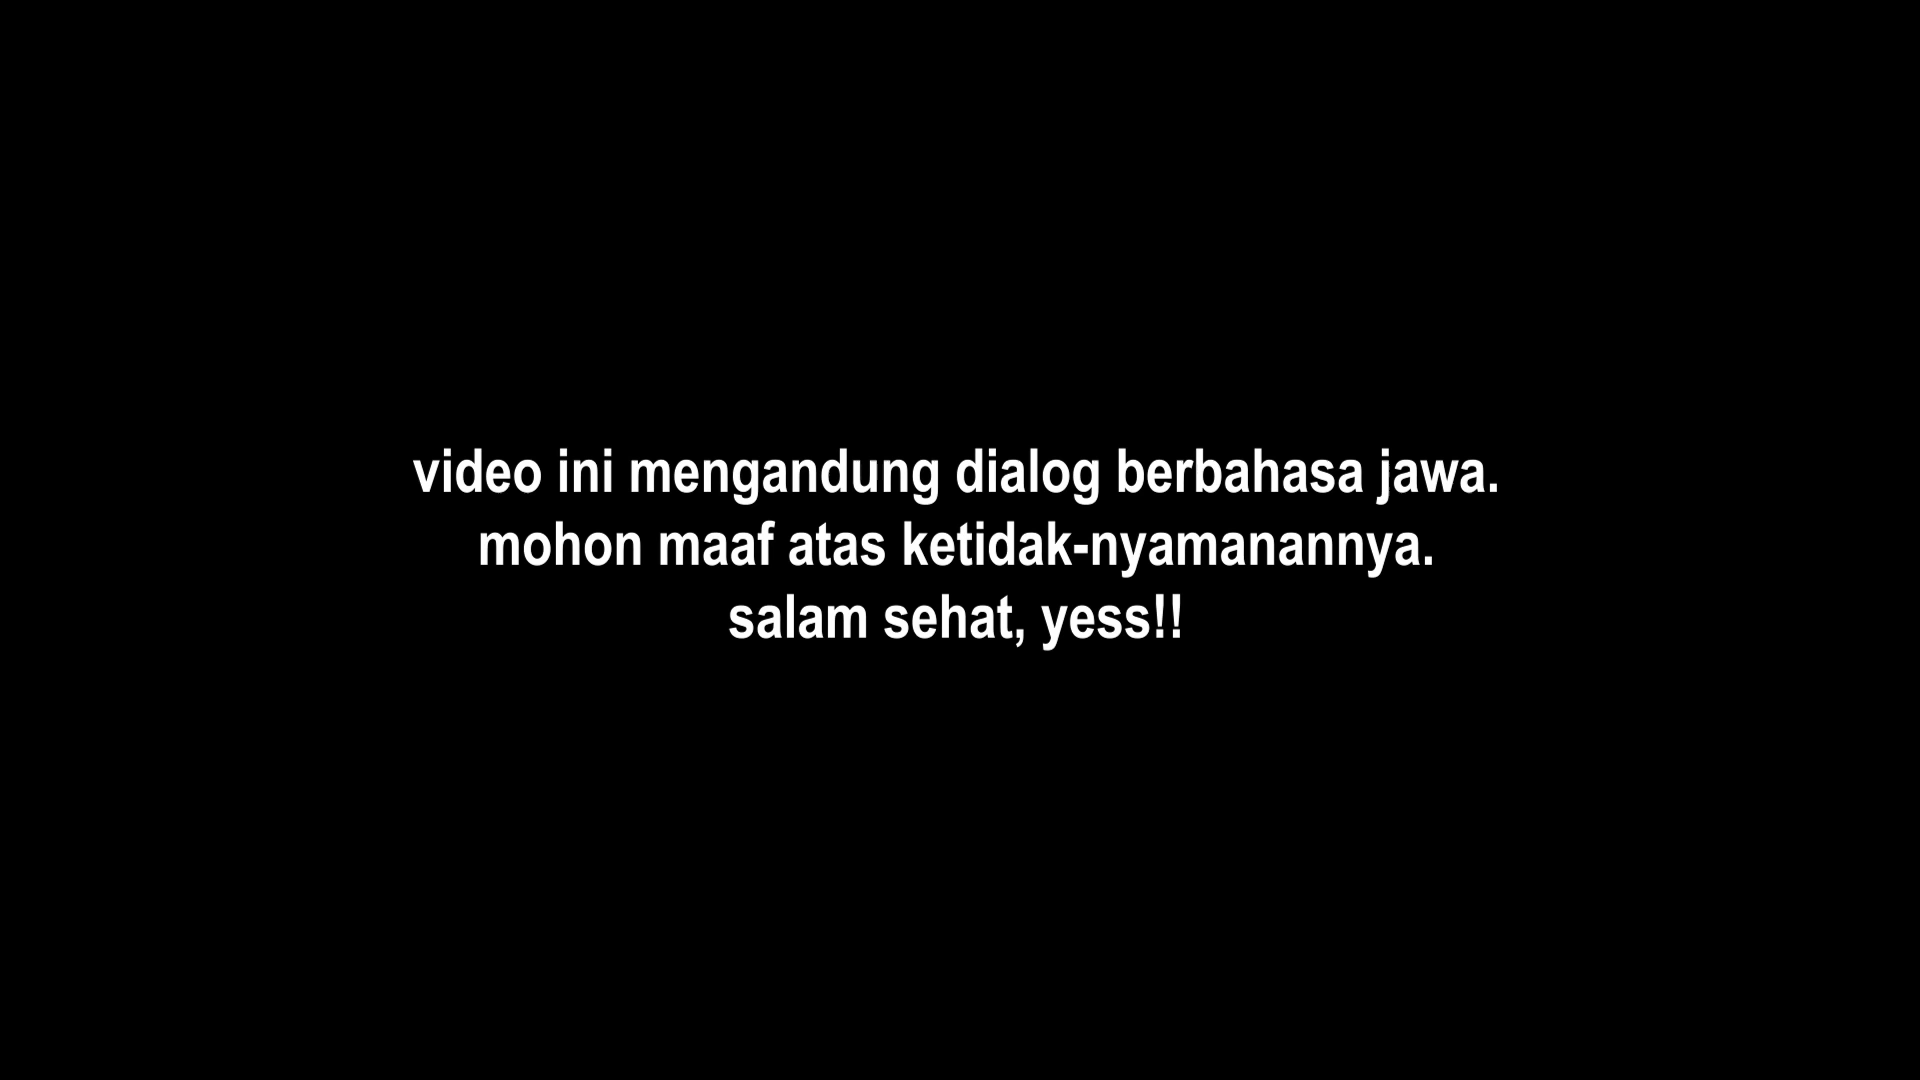 video ini mengandung dialog berbahasa jawa.
mohon maaf atas ketidak-nyamanannya.
salam sehat, yess!!